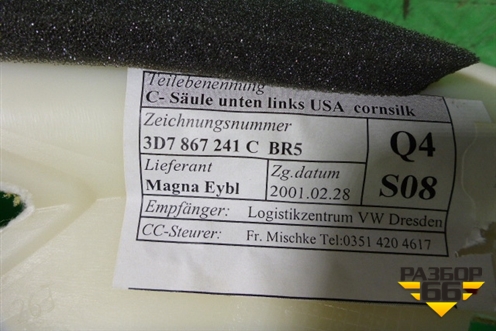 Teilebenennung
C- Säule unten links USA cornsilk
Zeichnungsnummer
3D7 867 241 C BR5
Q4
Lieferant
Zg.datum
Magna Eybl
2001.02.28
S08
Empfänger: Logistikzentrum VW Dresden
CC-Steurer: Fr. Mischke Tel:0351 420 4617
РАЗБОР
66